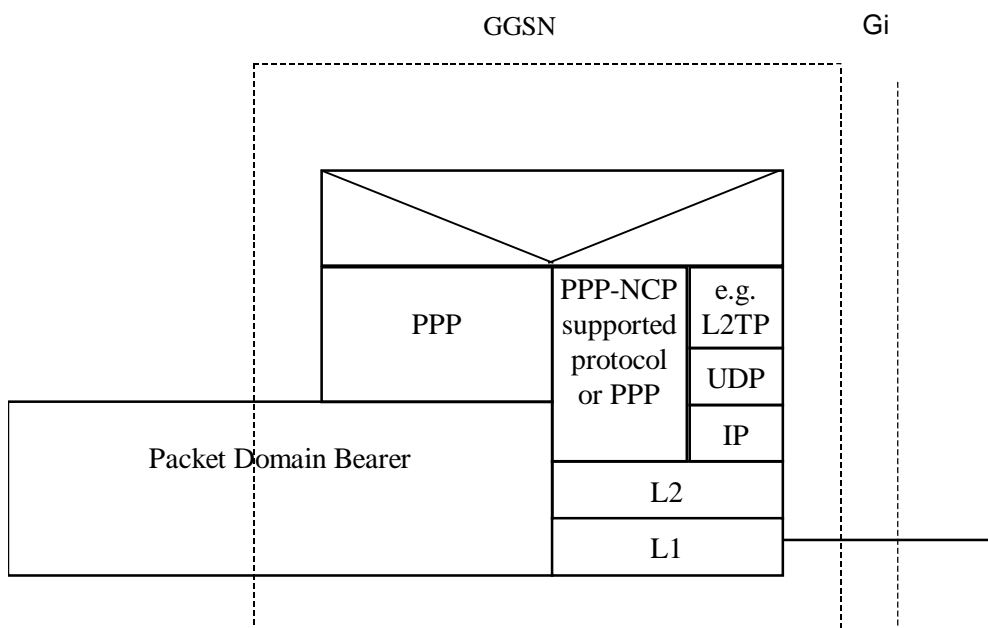 GGSN
Gi
PPP
PPP-NCP
supported
protocol
or PPP
e.g.
L2TP
UDP
IP
Packet Domain Bearer
L2
L1